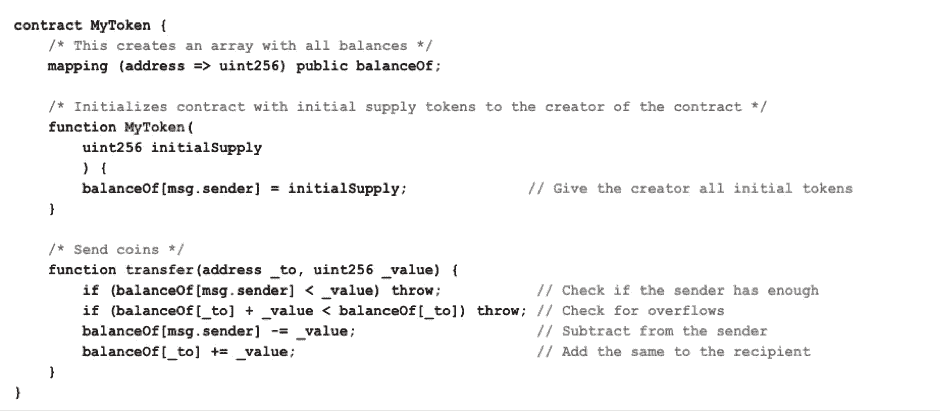 contract MyToken {
/* This creates an array with all balances */
mapping (address => uint256) public balanceOf;
/* Initializes contract with initial supply tokens to the creator of the contract */
function MyToken(
uint256 initialSupply
) {
balanceOf[msg.sender] = initialSupply; // Give the creator all initial tokens
}
/* Send coins */
function transfer(address _to, uint256 _value) {
if (balanceOf[msg.sender] < _value) throw; // Check if the sender has enough
if (balanceOf[_to] + _value < balanceOf[_to]) throw; // Check for overflows
balanceOf[msg.sender] -= _value; // Subtract from the sender
balanceOf[_to] += _value; // Add the same to the recipient
}
}